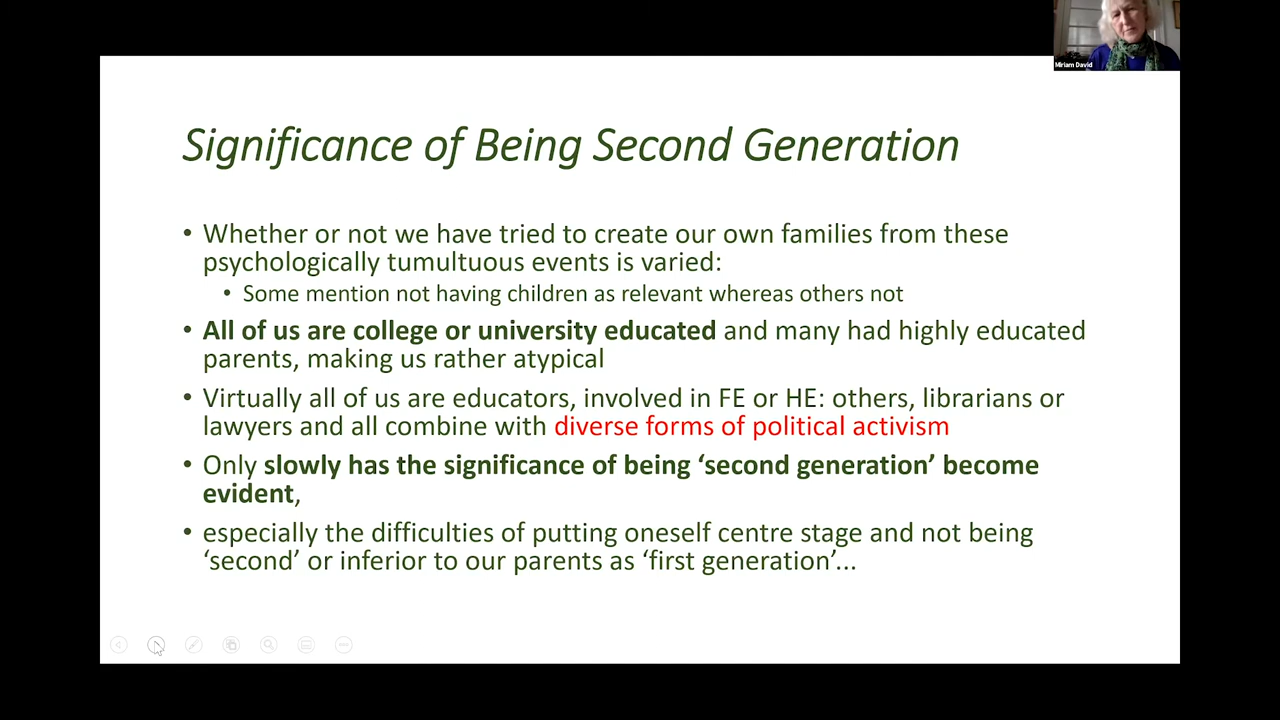 Miriam David
Significance of Being Second Generation
• Whether or not we have tried to create our own families from these
psychologically tumultuous events is varied:
• Some mention not having children as relevant whereas others not
• All of us are college or university educated and many had highly educated
parents, making us rather atypical
• Virtually all of us are educators, involved in FE or HE: others, librarians or
lawyers and all combine with diverse forms of political activism
• Only slowly has the significance of being ‘second generation’ become
evident,
• especially the difficulties of putting oneself centre stage and not being
‘second’ or inferior to our parents as ‘first generation’...